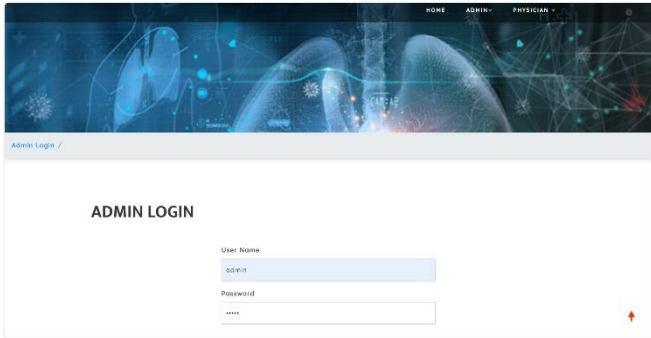 HOME ADMIN PHYSICIAN
Admin Login /
ADMIN LOGIN
User Name
admin
Password
•••••